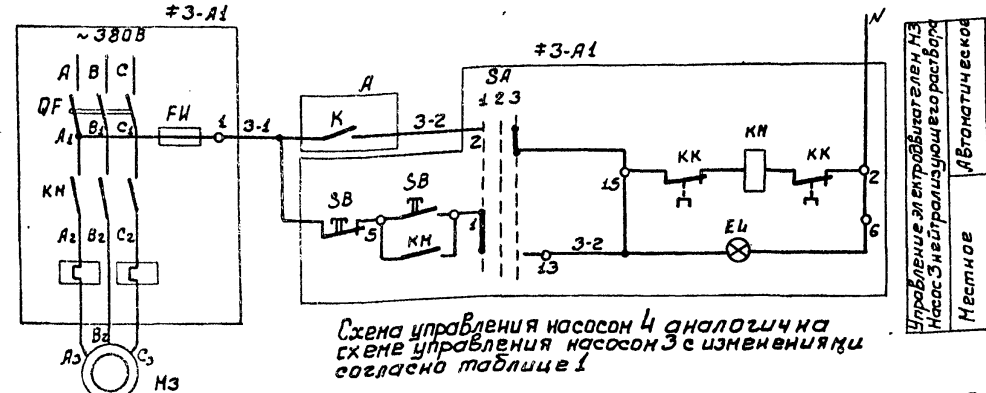 ‡3-А1
~380В
А В С
QF
А1 В1 С1
FU
1
3-1
КМ
А2 В2 С2
В2
А3 С3
М3
‡3-А1
А
К
3-2
SA
1 2 3
2
SB
5
SB
КМ
1
13
3-2
15
КК
КМ
КК
2
EL
6
N
Схема управления насосом 4 аналогична
схеме управления насосом 3 с изменениями
согласно таблице 1
Управление электродвигателем М3
Насос 3 нейтрализующего раствора
Автоматическое
Местное